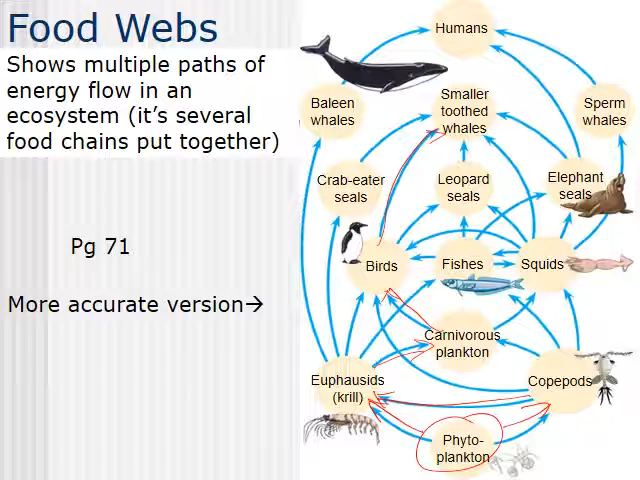 Food Webs
Shows multiple paths of
energy flow in an
ecosystem (it's several
food chains put together)
Pg 71
More accurate version→
Humans
Baleen
whales
Smaller
toothed
whales
Sperm
whales
Crab-eater
seals
Leopard
seals
Elephant
seals
Birds
Fishes
Squids
Carnivorous
plankton
Euphausids
(krill)
Copepods
Phyto-
plankton